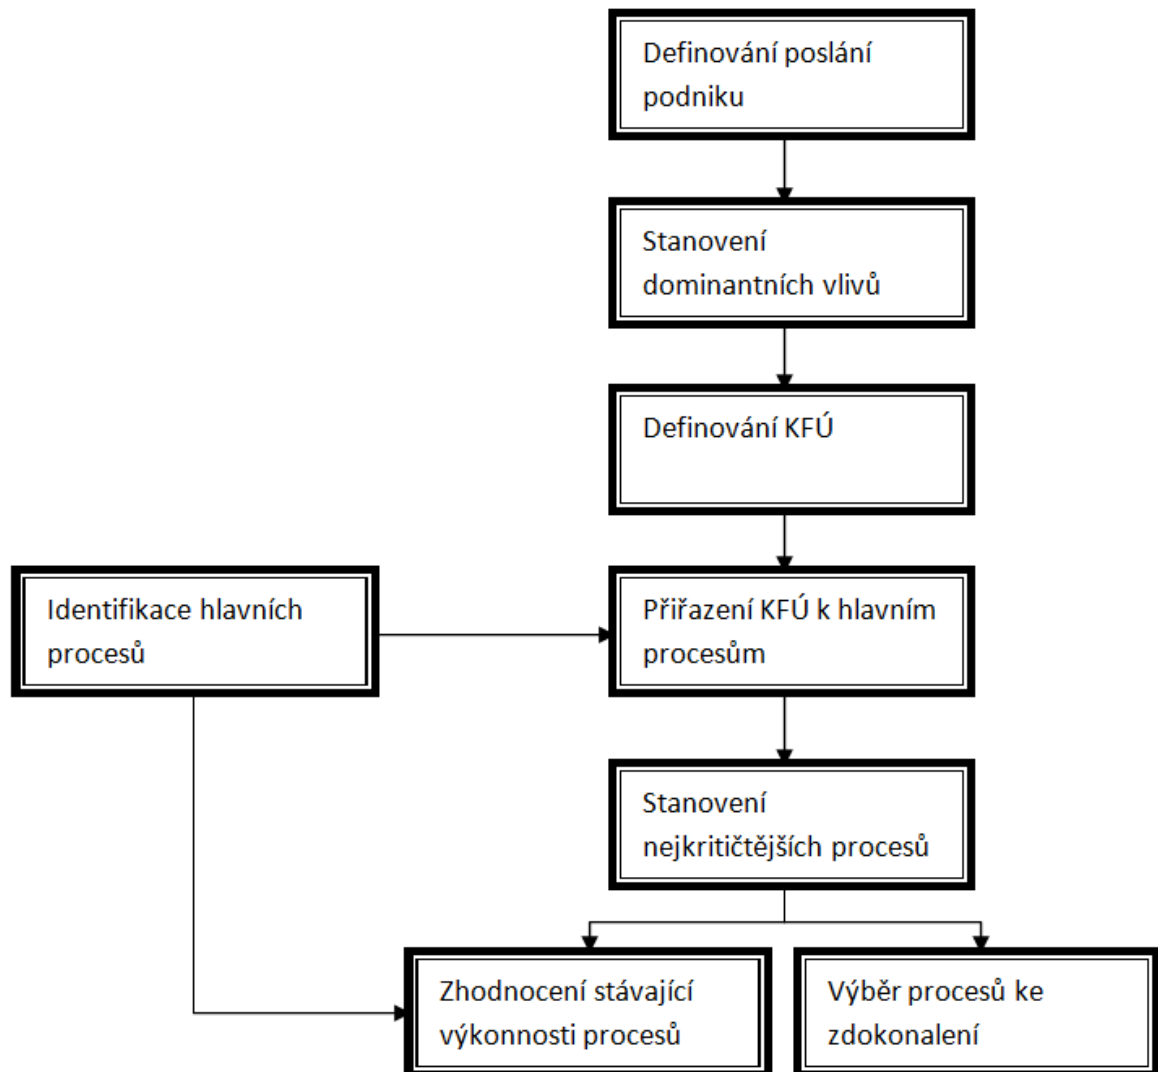 Definování poslání
podniku
Stanovení
dominantních vlivů
Definování KFÚ
Identifikace hlavních
procesů
Přiřazení KFÚ k hlavním
procesům
Stanovení
nejkritičtějších procesů
Zhodnocení stávající
výkonnosti procesů
Výběr procesů ke
zdokonalení